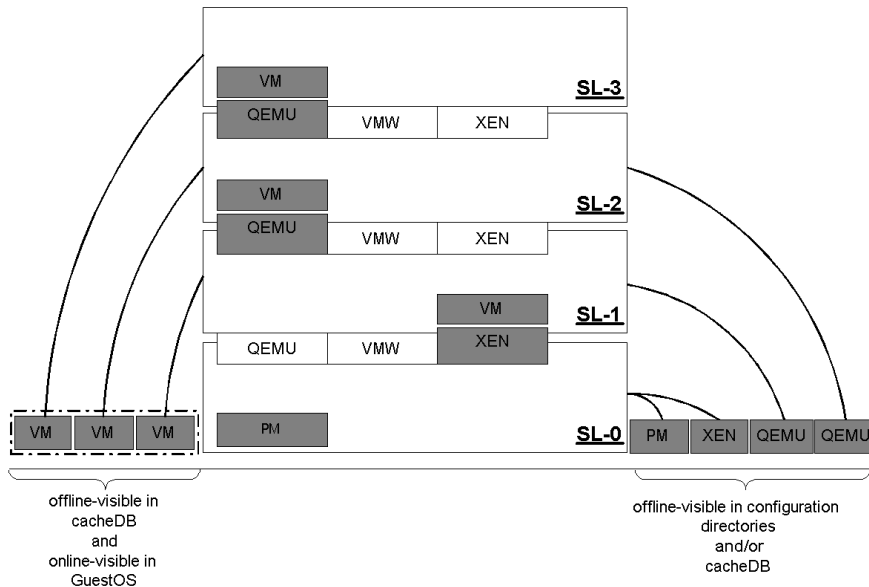 VM
SL-3
QEMU VMW XEN
VM
SL-2
QEMU VMW XEN
VM
SL-1
QEMU VMW XEN
PM
SL-0
VM VM VM
PM XEN QEMU QEMU
offline-visible in
cacheDB
and
online-visible in
GuestOS
offline-visible in configuration
directories
and/or
cacheDB